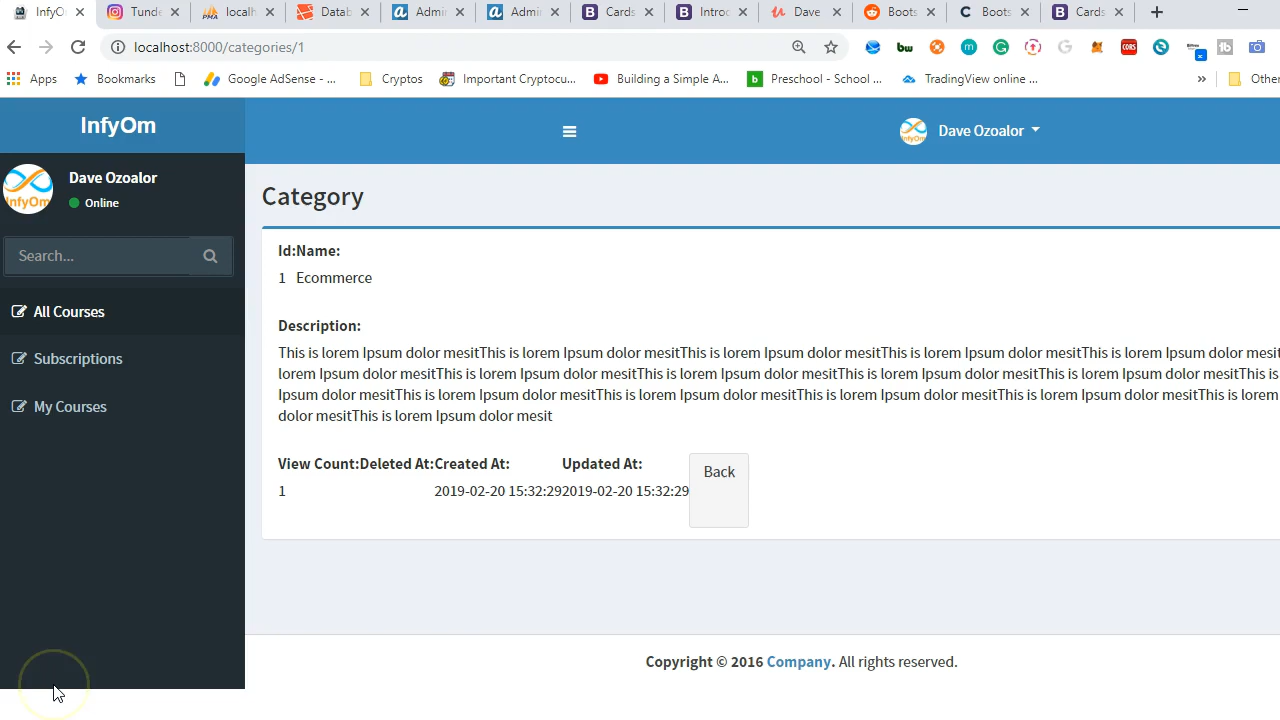 InfyOm Tunde localh Datab Admin Admin Cards Introd Dave Boots Boots Cards
localhost:8000/categories/1
Apps Bookmarks Google AdSense - ... Cryptos Important Cryptocu... Building a Simple A... Preschool - School ... TradingView online ... » Other
InfyOm
Dave Ozoalor
Dave Ozoalor
Online
Search...
All Courses
Subscriptions
My Courses
Category
Id:Name:
1 Ecommerce
Description:
This is lorem Ipsum dolor mesitThis is lorem Ipsum dolor mesitThis is lorem Ipsum dolor mesitThis is lorem Ipsum dolor mesitThis is lorem Ipsum dolor mesit
lorem Ipsum dolor mesitThis is lorem Ipsum dolor mesitThis is lorem Ipsum dolor mesitThis is lorem Ipsum dolor mesitThis is lorem Ipsum dolor mesitThis is
Ipsum dolor mesitThis is lorem Ipsum dolor mesitThis is lorem Ipsum dolor mesitThis is lorem Ipsum dolor mesitThis is lorem Ipsum dolor mesitThis is lorem
dolor mesitThis is lorem Ipsum dolor mesit
View Count:Deleted At:Created At: Updated At: Back
1 2019-02-20 15:32:292019-02-20 15:32:29
Copyright © 2016 Company. All rights reserved.